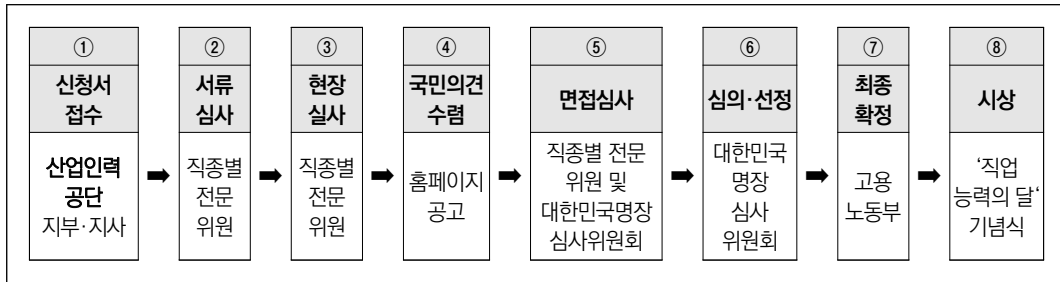 ①
신청서
접수
산업인력
공단
지부·지사
②
서류
심사
직종별
전문
위원
③
현장
실사
직종별
전문
위원
④
국민의견
수렴
홈페이지
공고
⑤
면접심사
직종별 전문
위원 및
대한민국명장
심사위원회
⑥
심의·선정
대한민국
명장
심사
위원회
⑦
최종
확정
고용
노동부
⑧
시상
‘직업
능력의 달‘
기념식